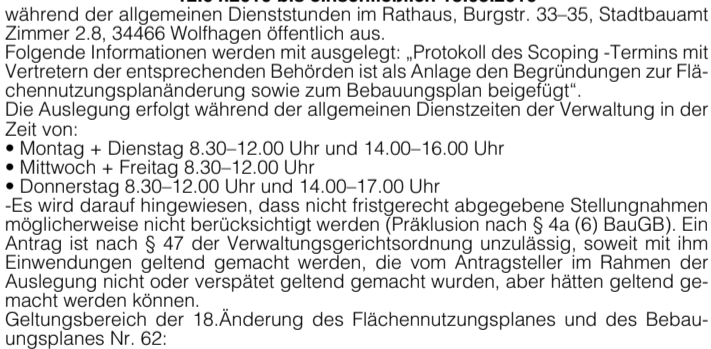 während der allgemeinen Dienststunden im Rathaus, Burgstr. 33–35, Stadtbauamt
Zimmer 2.8, 34466 Wolfhagen öffentlich aus.
Folgende Informationen werden mit ausgelegt: „Protokoll des Scoping -Termins mit
Vertretern der entsprechenden Behörden ist als Anlage den Begründungen zur Flä-
chennutzungsplanänderung sowie zum Bebauungsplan beigefügt“.
Die Auslegung erfolgt während der allgemeinen Dienstzeiten der Verwaltung in der
Zeit von:
• Montag + Dienstag 8.30–12.00 Uhr und 14.00–16.00 Uhr
• Mittwoch + Freitag 8.30–12.00 Uhr
• Donnerstag 8.30–12.00 Uhr und 14.00–17.00 Uhr
-Es wird darauf hingewiesen, dass nicht fristgerecht abgegebene Stellungnahmen
möglicherweise nicht berücksichtigt werden (Präklusion nach § 4a (6) BauGB). Ein
Antrag ist nach § 47 der Verwaltungsgerichtsordnung unzulässig, soweit mit ihm
Einwendungen geltend gemacht werden, die vom Antragsteller im Rahmen der
Auslegung nicht oder verspätet geltend gemacht wurden, aber hätten geltend ge-
macht werden können.
Geltungsbereich der 18.Änderung des Flächennutzungsplanes und des Bebau-
ungsplanes Nr. 62: